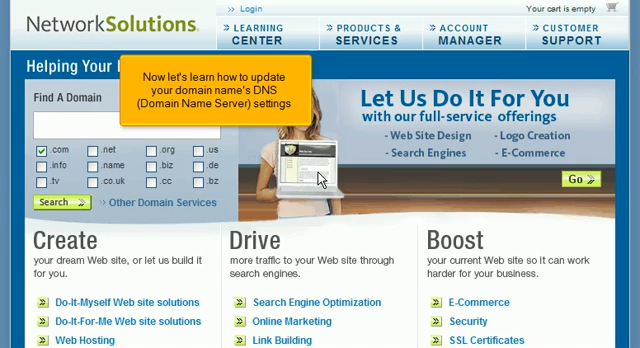 Login
Your cart is empty
NetworkSolutions.
LEARNING CENTER
PRODUCTS & SERVICES
ACCOUNT MANAGER
CUSTOMER SUPPORT
Helping Your
Now let's learn how to update
your domain name's DNS
(Domain Name Server) settings
Find A Domain
.com .net .org .us
.info .name .biz .de
.tv .co.uk .cc .bz
Search
Other Domain Services
Let Us Do It For You
with our full-service offerings
- Web Site Design - Logo Creation
- Search Engines - E-Commerce
Go
Create
your dream Web site, or let us build it
for you.
Do-It-Myself Web site solutions
Do-It-For-Me Web site solutions
Web Hosting
Drive
more traffic to your Web site through
search engines.
Search Engine Optimization
Online Marketing
Link Building
Boost
your current Web site so it can work
harder for your business.
E-Commerce
Security
SSL Certificates